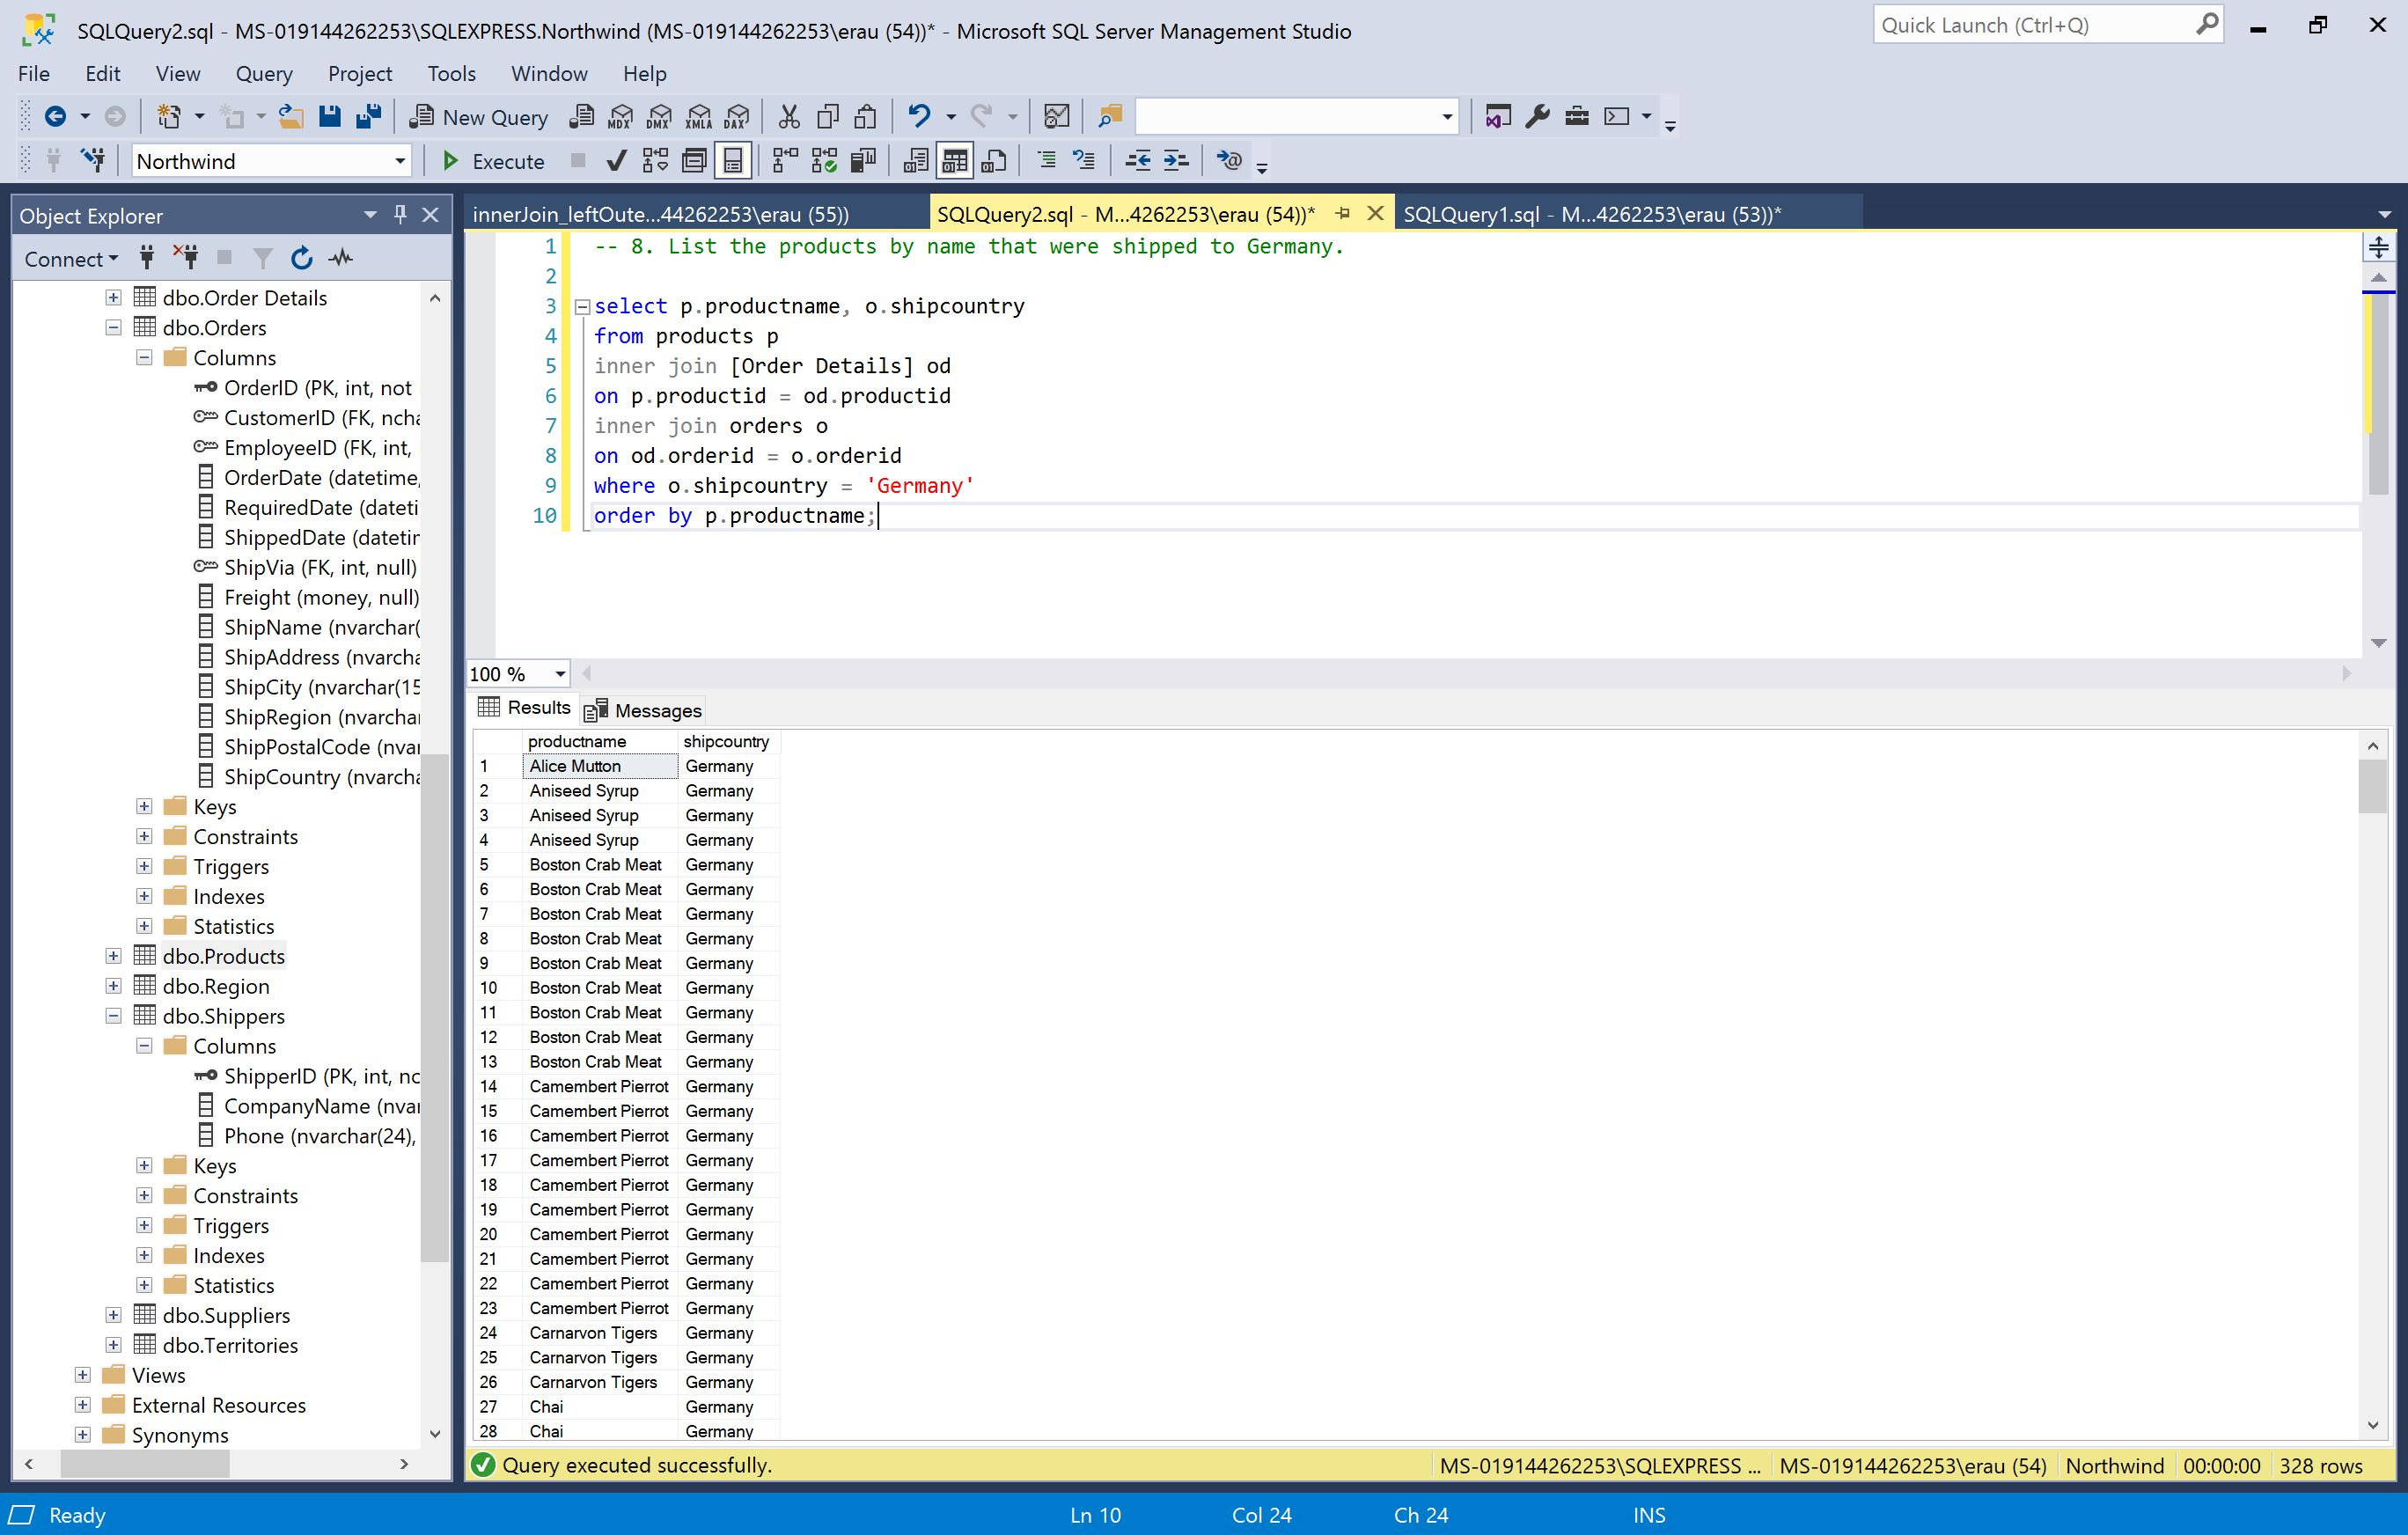 SQLQuery2.sql - MS-019144262253\SQLEXPRESS.Northwind (MS-019144262253\erau (54))* - Microsoft SQL Server Management Studio
Quick Launch (Ctrl+Q)
File Edit View Query Project Tools Window Help
New Query MDX DMX XMLA DAX
Northwind Execute
Object Explorer
Connect
dbo.Order Details
dbo.Orders
Columns
OrderID (PK, int, not
CustomerID (FK, ncha
EmployeeID (FK, int,
OrderDate (datetime,
RequiredDate (dateti
ShippedDate (datetin
ShipVia (FK, int, null)
Freight (money, null)
ShipName (nvarchar(
ShipAddress (nvarcha
ShipCity (nvarchar(15
ShipRegion (nvarchar
ShipPostalCode (nvar
ShipCountry (nvarcha
Keys
Constraints
Triggers
Indexes
Statistics
dbo.Products
dbo.Region
dbo.Shippers
Columns
ShipperID (PK, int, nc
CompanyName (nvar
Phone (nvarchar(24),
Keys
Constraints
Triggers
Indexes
Statistics
dbo.Suppliers
dbo.Territories
Views
External Resources
Synonyms
innerJoin_leftOute...44262253\erau (55)) SQLQuery2.sql - M...4262253\erau (54))* SQLQuery1.sql - M...4262253\erau (53))*
1 -- 8. List the products by name that were shipped to Germany.
2
3 select p.productname, o.shipcountry
4 from products p
5 inner join [Order Details] od
6 on p.productid = od.productid
7 inner join orders o
8 on od.orderid = o.orderid
9 where o.shipcountry = 'Germany'
10 order by p.productname;
100 %
Results Messages
productname shipcountry
1 Alice Mutton Germany
2 Aniseed Syrup Germany
3 Aniseed Syrup Germany
4 Aniseed Syrup Germany
5 Boston Crab Meat Germany
6 Boston Crab Meat Germany
7 Boston Crab Meat Germany
8 Boston Crab Meat Germany
9 Boston Crab Meat Germany
10 Boston Crab Meat Germany
11 Boston Crab Meat Germany
12 Boston Crab Meat Germany
13 Boston Crab Meat Germany
14 Camembert Pierrot Germany
15 Camembert Pierrot Germany
16 Camembert Pierrot Germany
17 Camembert Pierrot Germany
18 Camembert Pierrot Germany
19 Camembert Pierrot Germany
20 Camembert Pierrot Germany
21 Camembert Pierrot Germany
22 Camembert Pierrot Germany
23 Camembert Pierrot Germany
24 Carnarvon Tigers Germany
25 Carnarvon Tigers Germany
26 Carnarvon Tigers Germany
27 Chai Germany
28 Chai Germany
Query executed successfully. MS-019144262253\SQLEXPRESS ... MS-019144262253\erau (54) Northwind 00:00:00 328 rows
Ready Ln 10 Col 24 Ch 24 INS